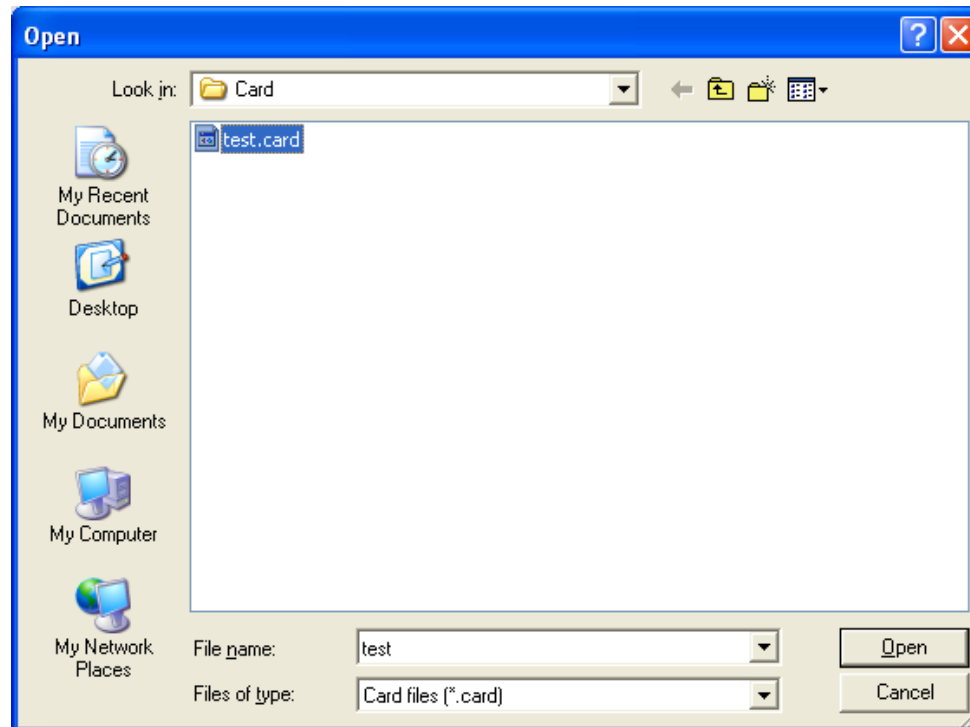 Open
Look in: Card
test.card
My Recent
Documents
Desktop
My Documents
My Computer
My Network
Places
File name: test
Open
Files of type: Card files (*.card)
Cancel